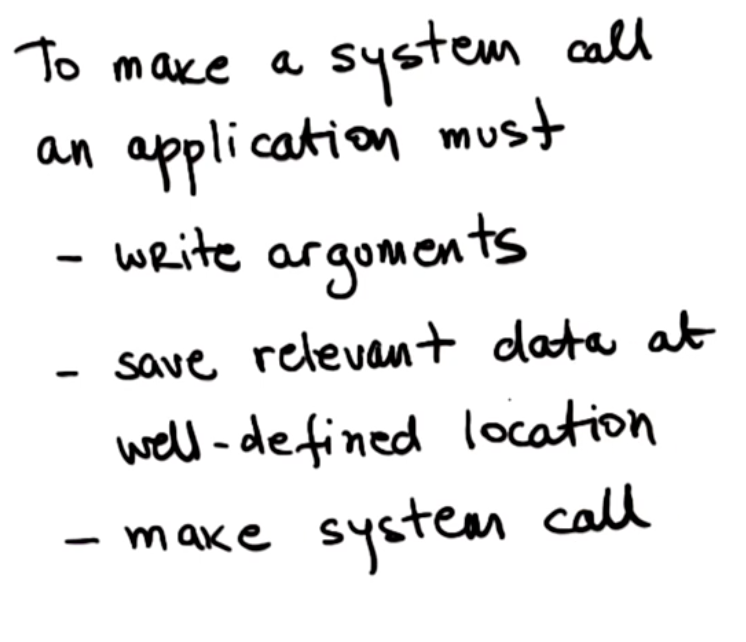 To make a system call
an application must
- write arguments
- save relevant data at
well-defined location
- make system call